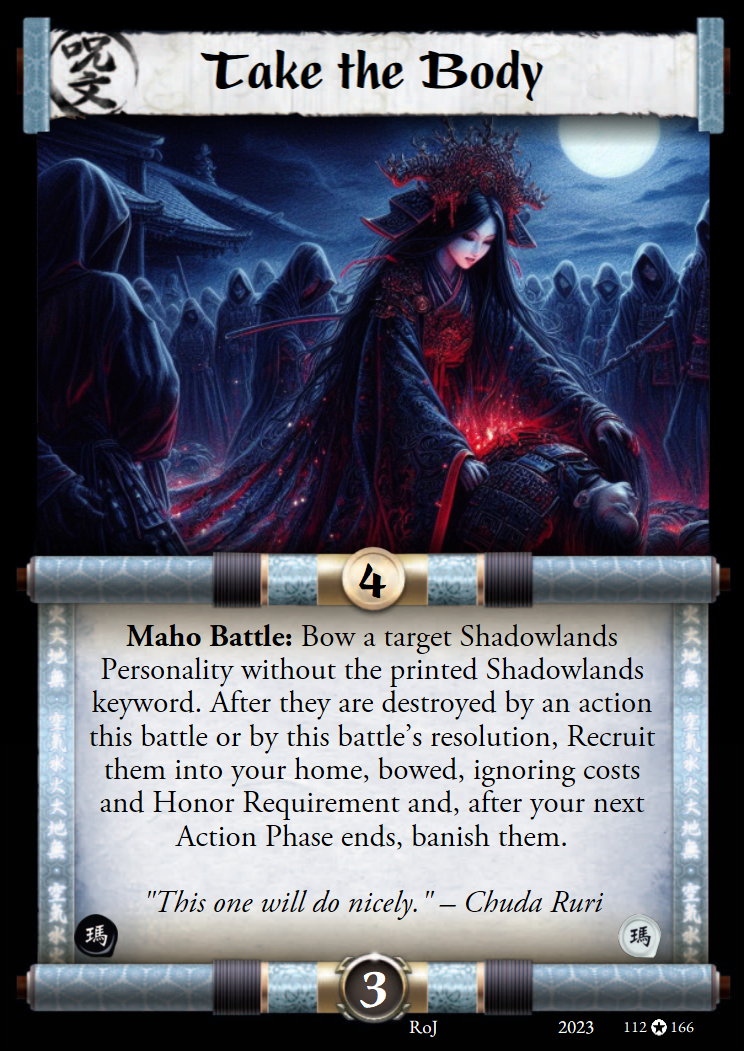 呪文
Take the Body
4
Maho Battle: Bow a target Shadowlands
Personality without the printed Shadowlands
keyword. After they are destroyed by an action
this battle or by this battle's resolution, Recruit
them into your home, bowed, ignoring costs
and Honor Requirement and, after your next
Action Phase ends, banish them.
"This one will do nicely." – Chuda Ruri
瑪
瑪
3
RoJ
2023
112 166